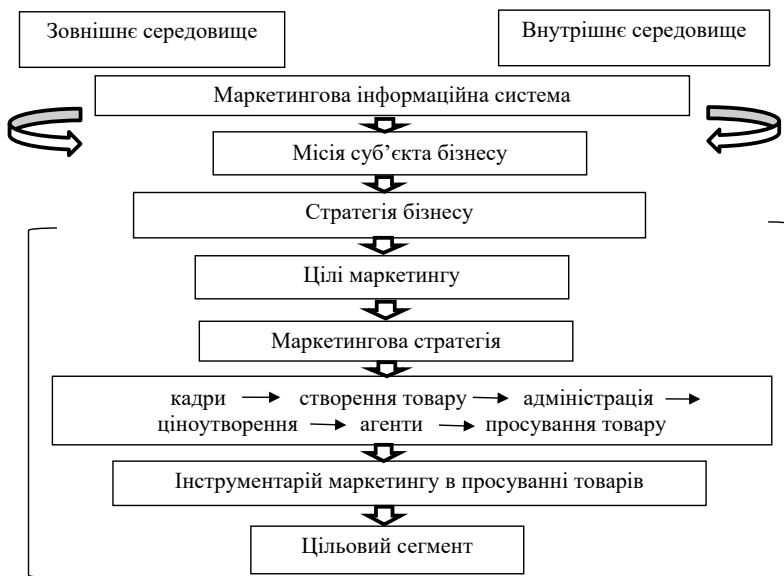 Зовнішнє середовище
Внутрішнє середовище
Маркетингова інформаційна система
Місія суб’єкта бізнесу
Стратегія бізнесу
Цілі маркетингу
Маркетингова стратегія
кадри створення товару адміністрація
ціноутворення агенти просування товару
Інструментарій маркетингу в просуванні товарів
Цільовий сегмент